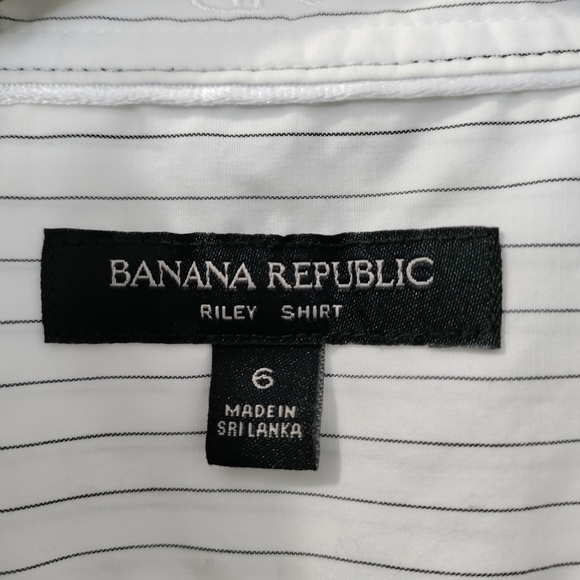 BANANA REPUBLIC
RILEY SHIRT
6
MADE IN
SRI LANKA